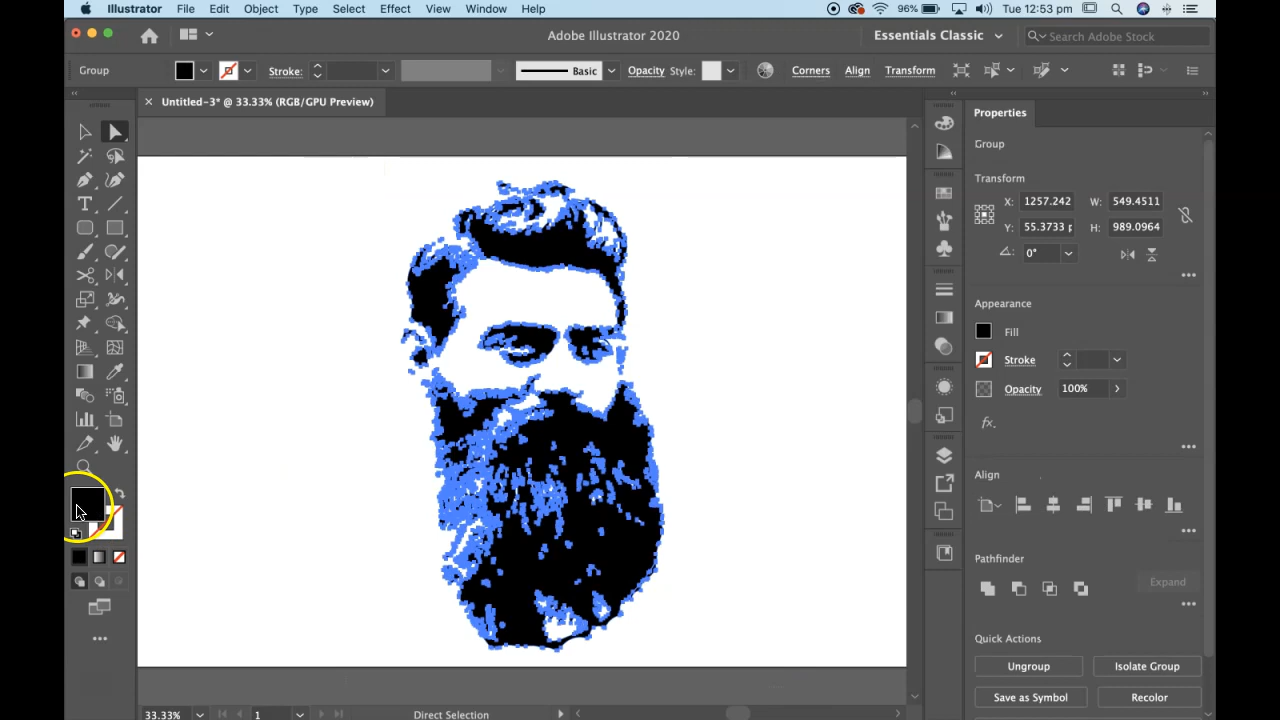 Illustrator File Edit Object Type Select Effect View Window Help 96% Tue 12:53 pm
Adobe Illustrator 2020 Essentials Classic Search Adobe Stock
Group Stroke: Basic Opacity Style: Corners Align Transform
Untitled-3* @ 33.33% (RGB/GPU Preview)
Properties
Group
Transform
X: 1257.242 W: 549.4511
Y: 55.3733 p H: 989.0964
0°
Appearance
Fill
Stroke
Opacity 100%
fx.
Align
Pathfinder
Expand
Quick Actions
Ungroup Isolate Group
Save as Symbol Recolor
33.33% 1 Direct Selection